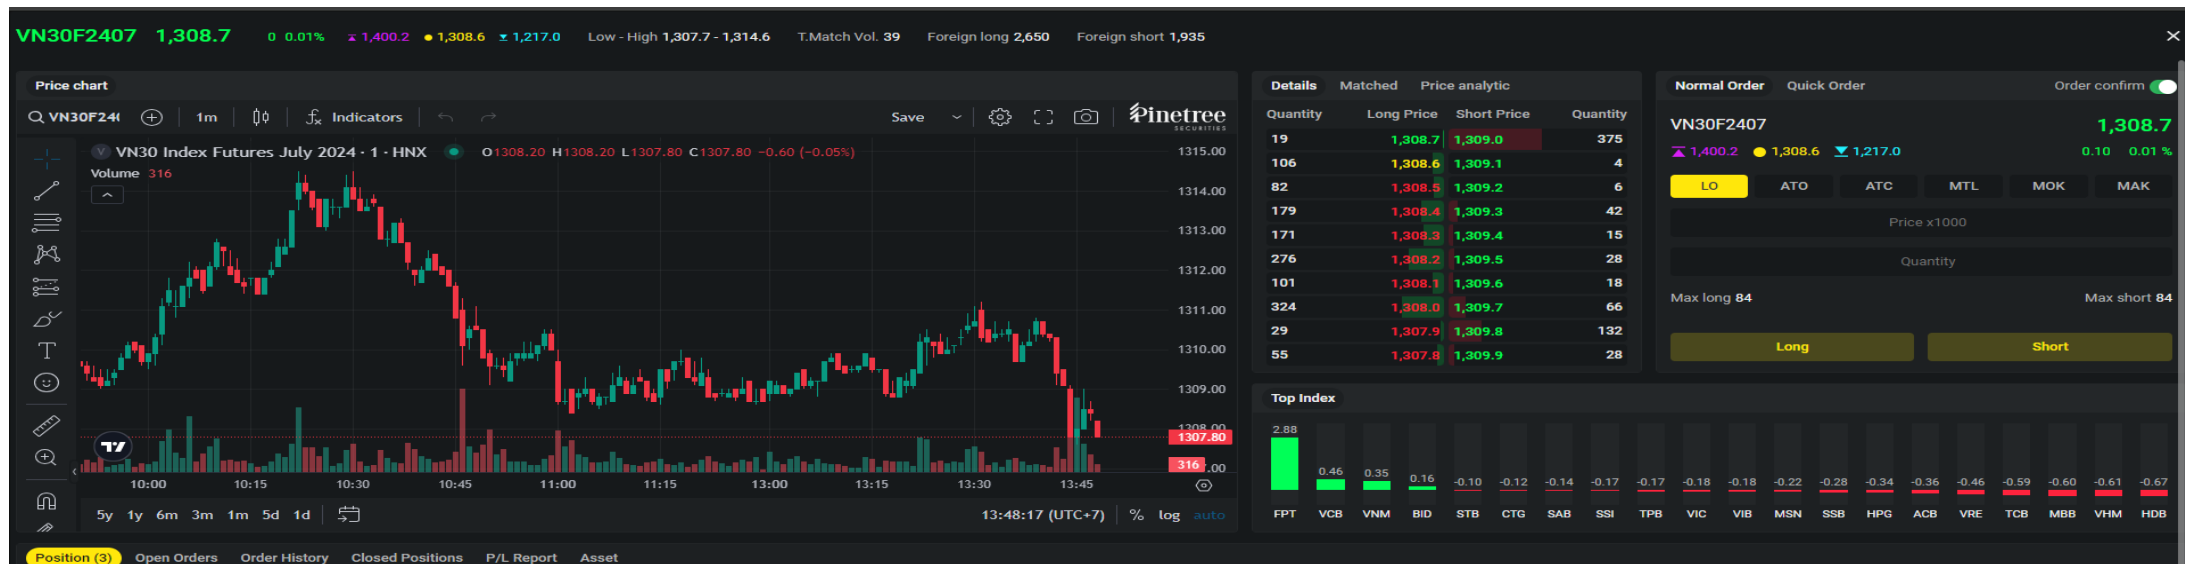 VN30F2407 1,308.7 0 0.01% 1,400.2 1,308.6 1,217.0 Low - High 1,307.7 - 1,314.6 T.Match Vol. 39 Foreign long 2,650 Foreign short 1,935
Price chart
VN30F24 1m Indicators Save Pinetree
SECURITIES
VN30 Index Futures July 2024 · 1 · HNX O1308.20 H1308.20 L1307.80 C1307.80 −0.60 (−0.05%)
Volume 316
1315.00
1314.00
1313.00
1312.00
1311.00
1310.00
1309.00
1308.00
1307.80
316 .00
10:00 10:15 10:30 10:45 11:00 11:15 13:00 13:15 13:30 13:45
5y 1y 6m 3m 1m 5d 1d 13:48:17 (UTC+7) % log auto
Details Matched Price analytic
Quantity Long Price Short Price Quantity
19 1,308.7 1,309.0 375
106 1,308.6 1,309.1 4
82 1,308.5 1,309.2 6
179 1,308.4 1,309.3 42
171 1,308.3 1,309.4 15
276 1,308.2 1,309.5 28
101 1,308.1 1,309.6 18
324 1,308.0 1,309.7 66
29 1,307.9 1,309.8 132
55 1,307.8 1,309.9 28
Normal Order Quick Order Order confirm
VN30F2407 1,308.7
1,400.2 1,308.6 1,217.0 0.10 0.01 %
LO ATO ATC MTL MOK MAK
Price x1000
Quantity
Max long 84 Max short 84
Long Short
Top Index
2.88 0.46 0.35 0.16 -0.10 -0.12 -0.14 -0.17 -0.17 -0.18 -0.18 -0.22 -0.28 -0.34 -0.36 -0.46 -0.59 -0.60 -0.61 -0.67
FPT VCB VNM BID STB CTG SAB SSI TPB VIC VIB MSN SSB HPG ACB VRE TCB MBB VHM HDB
Position (3) Open Orders Order History Closed Positions P/L Report Asset